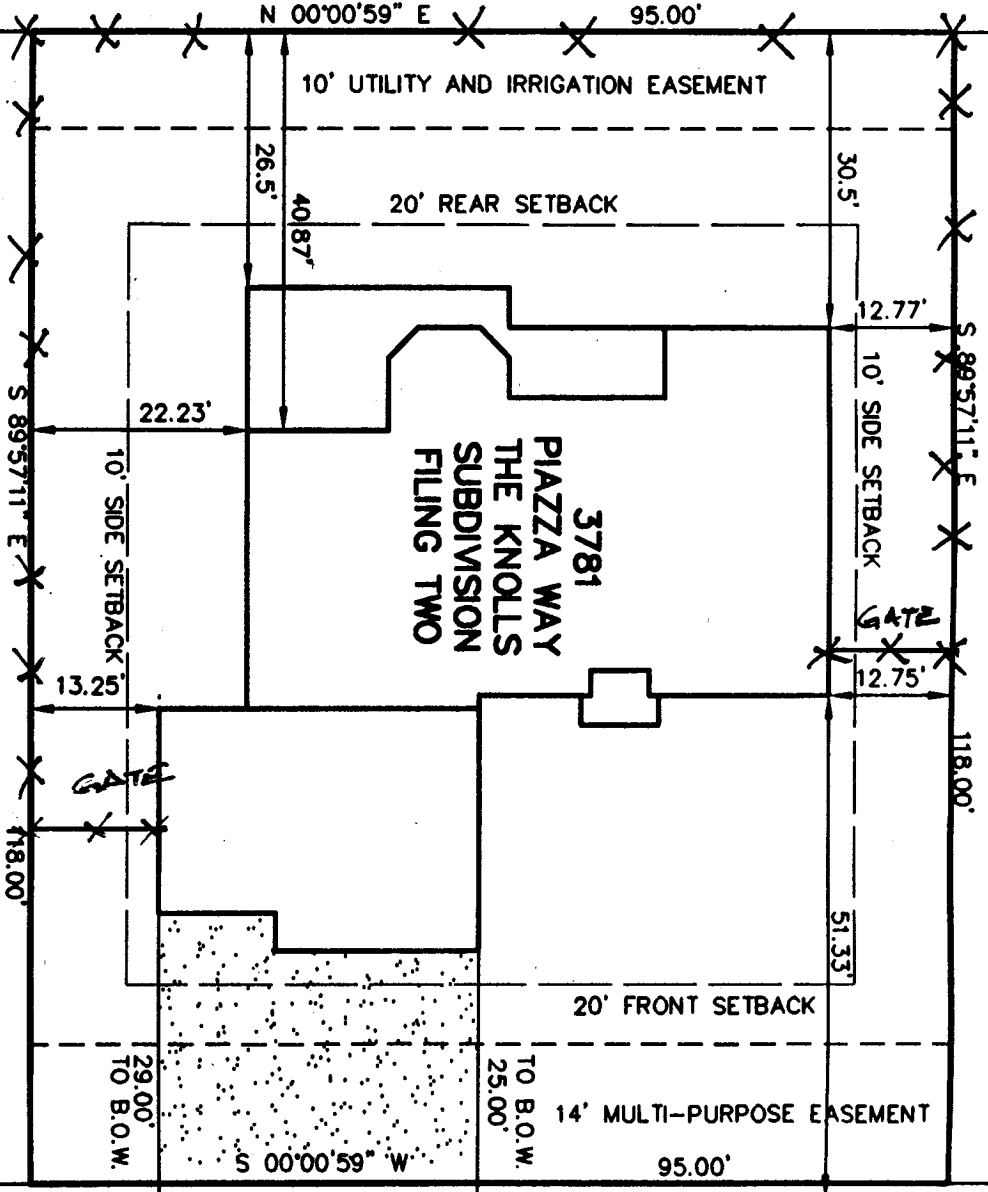 N 00°00'59" E
95.00'
10' UTILITY AND IRRIGATION EASEMENT
26.5'
40.87'
30.5'
20' REAR SETBACK
12.77'
S 89°57'11" E
10' SIDE SETBACK
22.23'
S 89°57'11" E
10' SIDE SETBACK
3781
PIAZZA WAY
THE KNOLLS
SUBDIVISION
FILING TWO
GATE
12.75'
13.25'
GATE
118.00'
118.00'
51.33'
20' FRONT SETBACK
29.00'
TO B.O.W.
TO B.O.W.
25.00'
14' MULTI-PURPOSE EASEMENT
S 00°00'59" W
95.00'